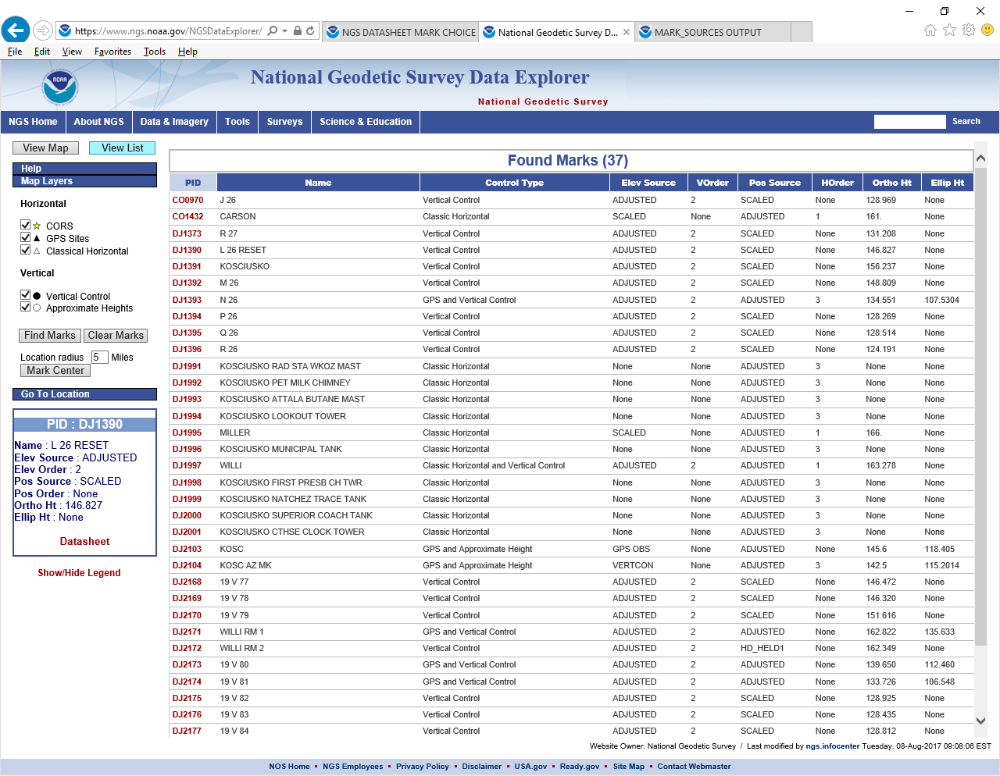 https://www.ngs.noaa.gov/NGSDataExplorer/
NGS DATASHEET MARK CHOICE
National Geodetic Survey D...
MARK_SOURCES OUTPUT
File Edit View Favorites Tools Help
NOAA
National Geodetic Survey Data Explorer
National Geodetic Survey
NGS Home About NGS Data & Imagery Tools Surveys Science & Education Search
View Map View List
Help
Map Layers
Horizontal
CORS
GPS Sites
Classical Horizontal
Vertical
Vertical Control
Approximate Heights
Find Marks Clear Marks
Location radius 5 Miles
Mark Center
Go To Location
PID : DJ1390
Name : L 26 RESET
Elev Source : ADJUSTED
Elev Order : 2
Pos Source : SCALED
Pos Order : None
Ortho Ht : 146.827
Ellip Ht : None
Datasheet
Show/Hide Legend
Found Marks (37)
PID Name Control Type Elev Source VOrder Pos Source HOrder Ortho Ht Ellip Ht
CO0970 J 26 Vertical Control ADJUSTED 2 SCALED None 128.969 None
CO1432 CARSON Classic Horizontal SCALED None ADJUSTED 1 161. None
DJ1373 R 27 Vertical Control ADJUSTED 2 SCALED None 131.208 None
DJ1390 L 26 RESET Vertical Control ADJUSTED 2 SCALED None 146.827 None
DJ1391 KOSCIUSKO Vertical Control ADJUSTED 2 SCALED None 156.237 None
DJ1392 M 26 Vertical Control ADJUSTED 2 SCALED None 148.809 None
DJ1393 N 26 GPS and Vertical Control ADJUSTED 2 ADJUSTED 3 134.551 107.5304
DJ1394 P 26 Vertical Control ADJUSTED 2 SCALED None 128.269 None
DJ1395 Q 26 Vertical Control ADJUSTED 2 SCALED None 128.514 None
DJ1396 R 26 Vertical Control ADJUSTED 2 SCALED None 124.191 None
DJ1991 KOSCIUSKO RAD STA WKOZ MAST Classic Horizontal None None ADJUSTED 3 None None
DJ1992 KOSCIUSKO PET MILK CHIMNEY Classic Horizontal None None ADJUSTED 3 None None
DJ1993 KOSCIUSKO ATTALA BUTANE MAST Classic Horizontal None None ADJUSTED 3 None None
DJ1994 KOSCIUSKO LOOKOUT TOWER Classic Horizontal None None ADJUSTED 3 None None
DJ1995 MILLER Classic Horizontal SCALED None ADJUSTED 1 166. None
DJ1996 KOSCIUSKO MUNICIPAL TANK Classic Horizontal None None ADJUSTED 3 None None
DJ1997 WILLI Classic Horizontal and Vertical Control ADJUSTED 2 ADJUSTED 1 163.278 None
DJ1998 KOSCIUSKO FIRST PRESB CH TWR Classic Horizontal None None ADJUSTED 3 None None
DJ1999 KOSCIUSKO NATCHEZ TRACE TANK Classic Horizontal None None ADJUSTED 3 None None
DJ2000 KOSCIUSKO SUPERIOR COACH TANK Classic Horizontal None None ADJUSTED 3 None None
DJ2001 KOSCIUSKO CTHSE CLOCK TOWER Classic Horizontal None None ADJUSTED 3 None None
DJ2103 KOSC GPS and Approximate Height GPS OBS None ADJUSTED None 145.6 118.405
DJ2104 KOSC AZ MK GPS and Approximate Height VERTCON None ADJUSTED 3 142.5 115.2014
DJ2168 19 V 77 Vertical Control ADJUSTED 2 SCALED None 146.472 None
DJ2169 19 V 78 Vertical Control ADJUSTED 2 SCALED None 146.320 None
DJ2170 19 V 79 Vertical Control ADJUSTED 2 SCALED None 151.616 None
DJ2171 WILLI RM 1 GPS and Vertical Control ADJUSTED 2 ADJUSTED None 162.822 135.633
DJ2172 WILLI RM 2 Vertical Control ADJUSTED 2 HD_HELD1 None 162.349 None
DJ2173 19 V 80 GPS and Vertical Control ADJUSTED 2 ADJUSTED None 139.650 112.460
DJ2174 19 V 81 GPS and Vertical Control ADJUSTED 2 ADJUSTED None 133.726 106.548
DJ2175 19 V 82 Vertical Control ADJUSTED 2 SCALED None 128.925 None
DJ2176 19 V 83 Vertical Control ADJUSTED 2 SCALED None 128.435 None
DJ2177 19 V 84 Vertical Control ADJUSTED 2 SCALED None 128.812 None
Website Owner: National Geodetic Survey / Last modified by ngs.infocenter Tuesday, 08-Aug-2017 09:08:06 EST
NOS Home • NGS Employees • Privacy Policy • Disclaimer • USA.gov • Ready.gov • Site Map • Contact Webmaster